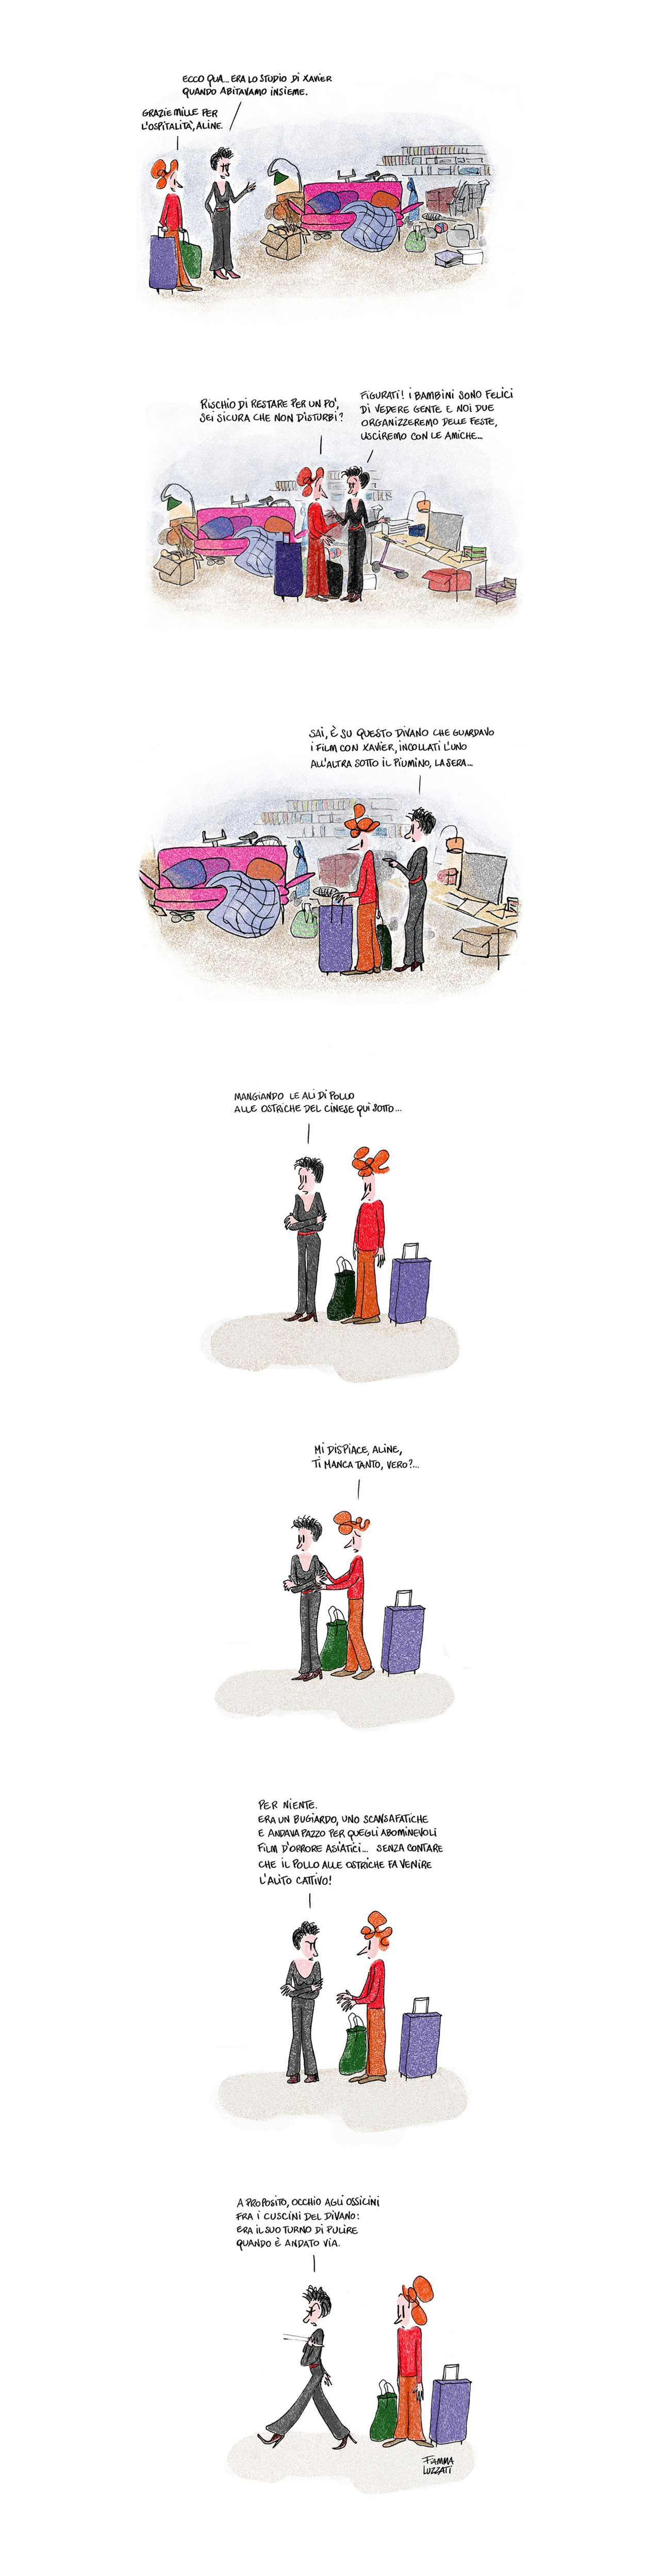 ECCO QUA... ERA LO STUDIO DI XAVIER
QUANDO ABITAVAMO INSIEME.
GRAZIE MILLE PER
L'OSPITALITÀ, ALINE.
RISCHIO DI RESTARE PER UN PO',
SEI SICURA CHE NON DISTURBI?
FIGURATI! I BAMBINI SONO FELICI
DI VEDERE GENTE E NOI DUE
ORGANIZZEREMO DELLE FESTE,
USCIREMO CON LE AMICHE...
SAI, È SU QUESTO DIVANO CHE GUARDAVO
I FILM CON XAVIER, INCOLLATI L'UNO
ALL'ALTRA SOTTO IL PIUMINO, LA SERA...
MANGIANDO LE ALI DI POLLO
ALLE OSTRICHE DEL CINESE QUI SOTTO...
MI DISPIACE, ALINE,
TI MANCA TANTO, VERO?...
PER NIENTE.
ERA UN BUGIARDO, UNO SCANSAFATICHE
E ANDAVA PAZZO PER QUEGLI ABOMINEVOLI
FILM D'ORRORE ASIATICI... SENZA CONTARE
CHE IL POLLO ALLE OSTRICHE FA VENIRE
L'ALITO CATTIVO!
A PROPOSITO, OCCHIO AGLI OSSICINI
FRA I CUSCINI DEL DIVANO:
ERA IL SUO TURNO DI PULIRE
QUANDO È ANDATO VIA.
FIAMMA
LUZZATI